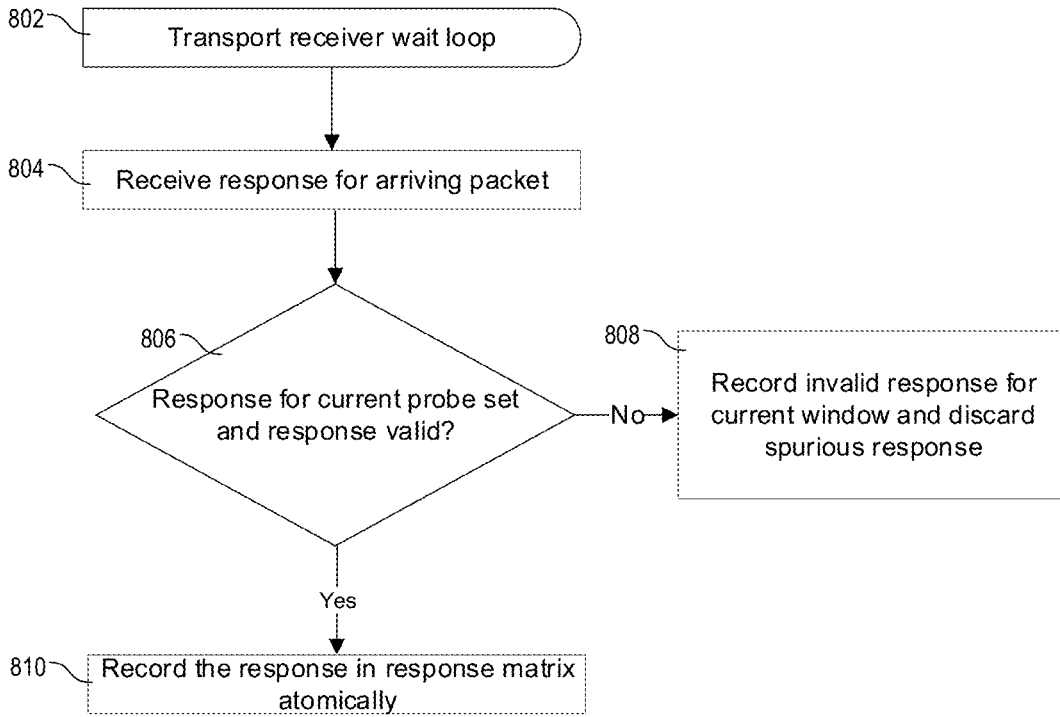 802
Transport receiver wait loop
804
Receive response for arriving packet
806
Response for current probe set
and response valid?
No
808
Record invalid response for
current window and discard
spurious response
Yes
810
Record the response in response matrix
atomically